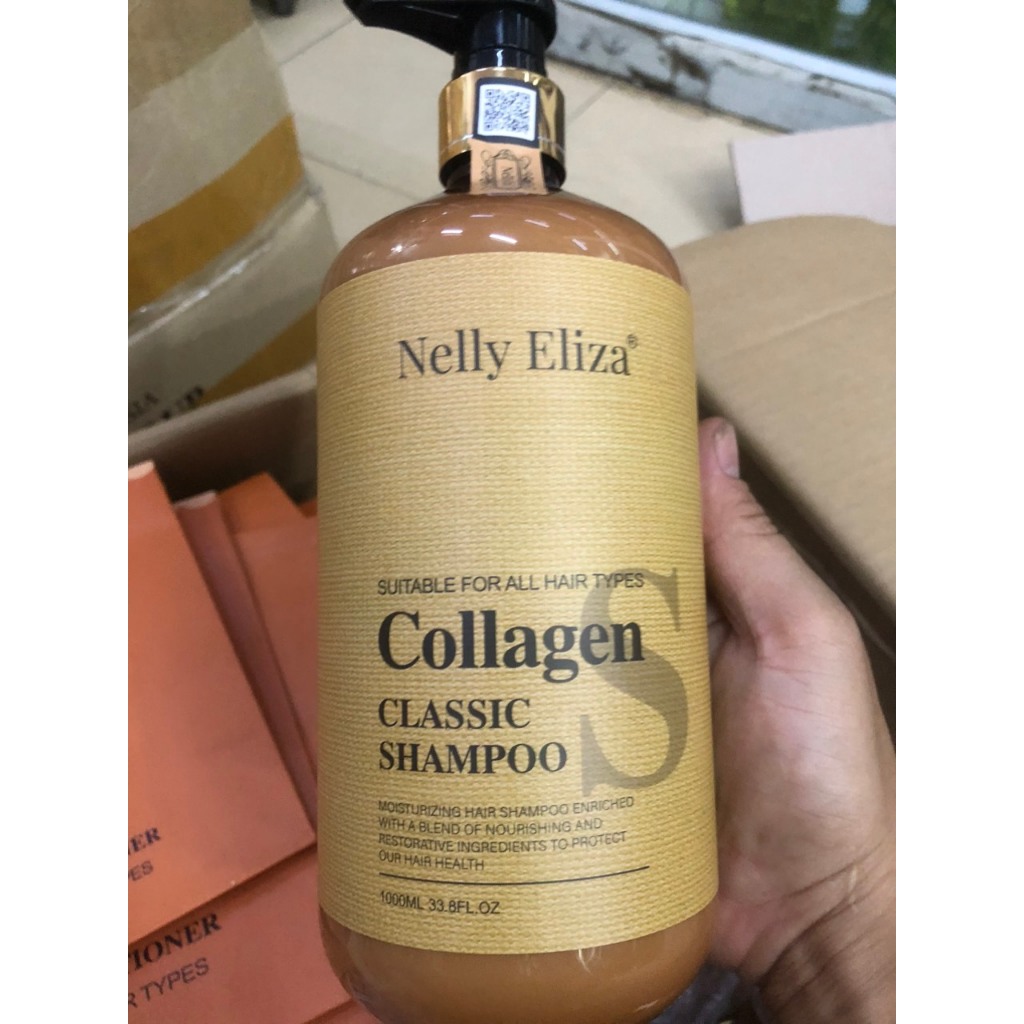 Nelly Eliza®
SUITABLE FOR ALL HAIR TYPES
Collagen
S
CLASSIC
SHAMPOO
MOISTURIZING HAIR SHAMPOO ENRICHED
WITH A BLEND OF NOURISHING AND
RESTORATIVE INGREDIENTS TO PROTECT
OUR HAIR HEALTH
1000ML 33.8FL.OZ
TIONER
R TYPES